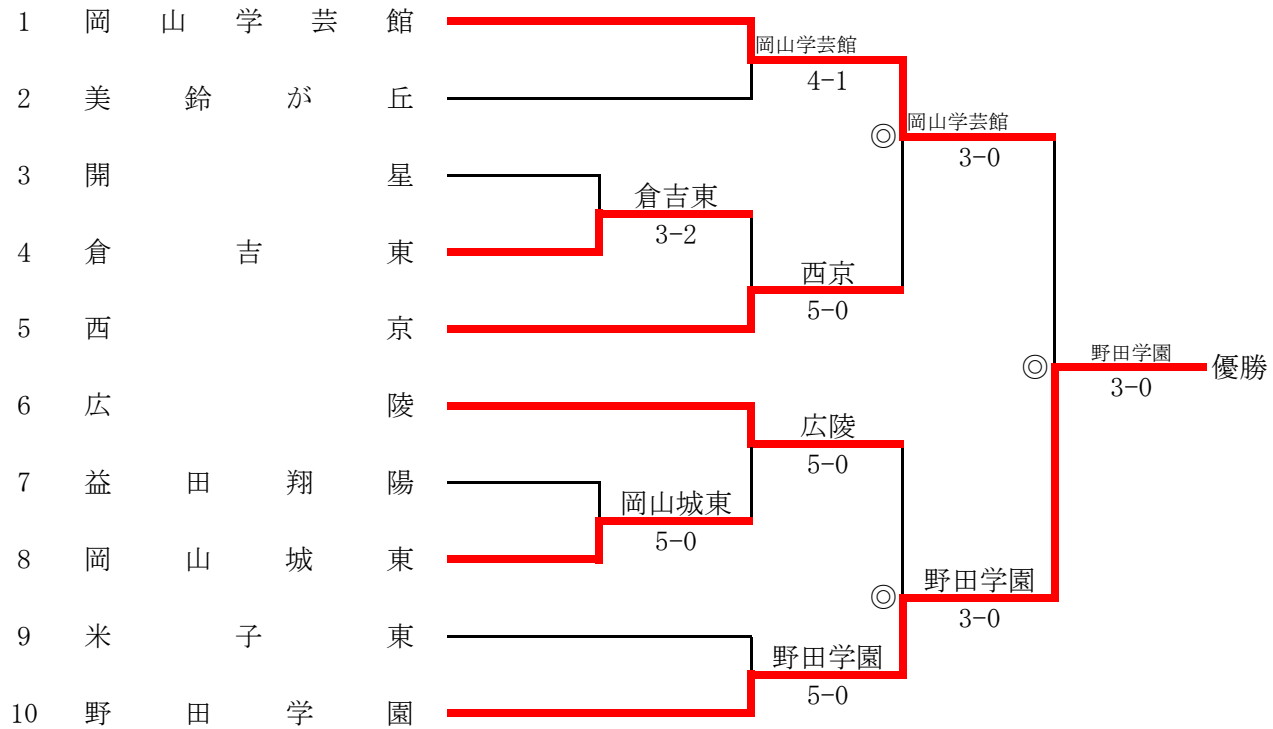 1 岡山学芸館
岡山学芸館
4-1
2 美鈴が丘
◎ 岡山学芸館
3-0
3 開星
倉吉東
3-2
4 倉吉東
西京
5-0
5 西京
野田学園
◎ 優勝
3-0
6 広陵
広陵
5-0
7 益田翔陽
岡山城東
5-0
8 岡山城東
◎ 野田学園
3-0
9 米子東
野田学園
5-0
10 野田学園